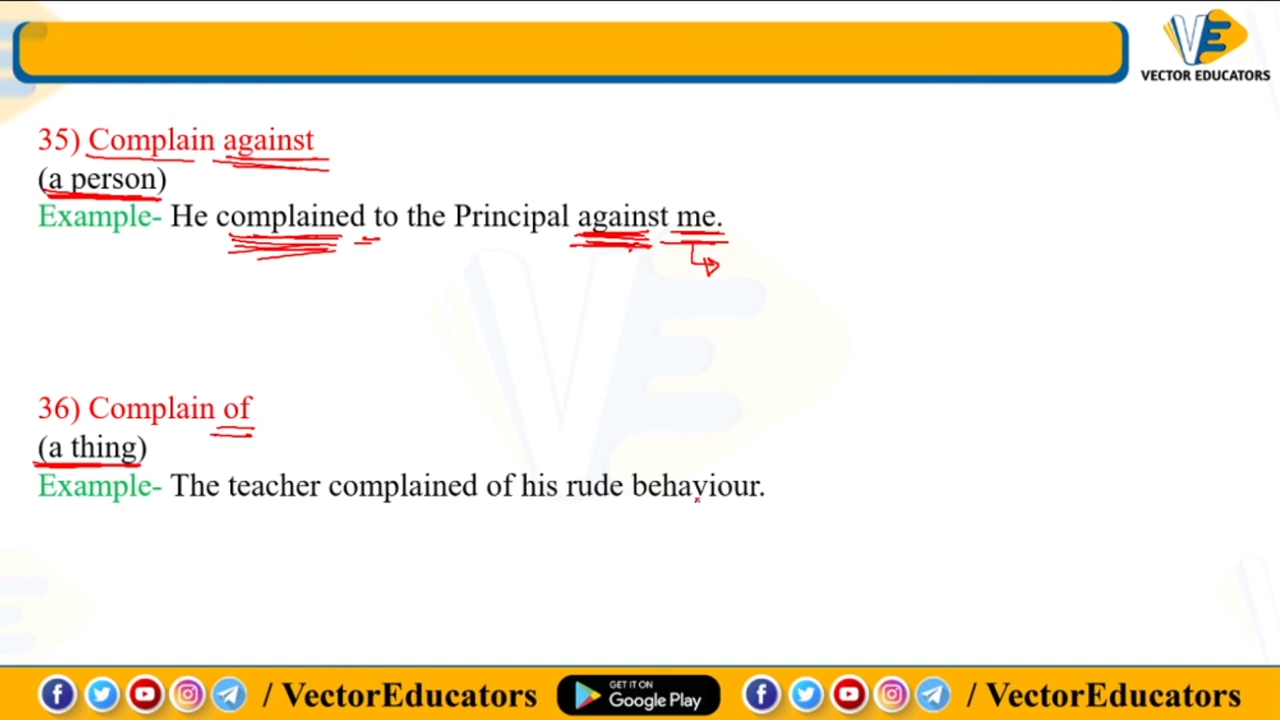 VE
VECTOR EDUCATORS
35) Complain against
(a person)
Example- He complained to the Principal against me.
36) Complain of
(a thing)
Example- The teacher complained of his rude behaviour.
/ VectorEducators
GET IT ON
Google Play
/ VectorEducators